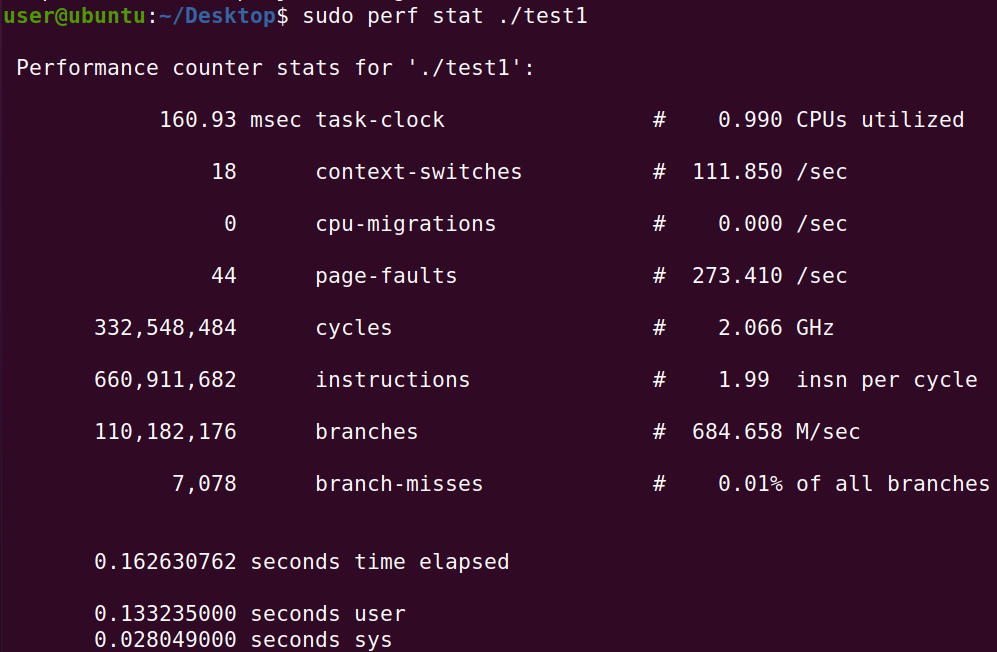 user@ubuntu:~/Desktop$ sudo perf stat ./test1
Performance counter stats for './test1':
160.93 msec task-clock # 0.990 CPUs utilized
18 context-switches # 111.850 /sec
0 cpu-migrations # 0.000 /sec
44 page-faults # 273.410 /sec
332,548,484 cycles # 2.066 GHz
660,911,682 instructions # 1.99 insn per cycle
110,182,176 branches # 684.658 M/sec
7,078 branch-misses # 0.01% of all branches
0.162630762 seconds time elapsed
0.133235000 seconds user
0.028049000 seconds sys